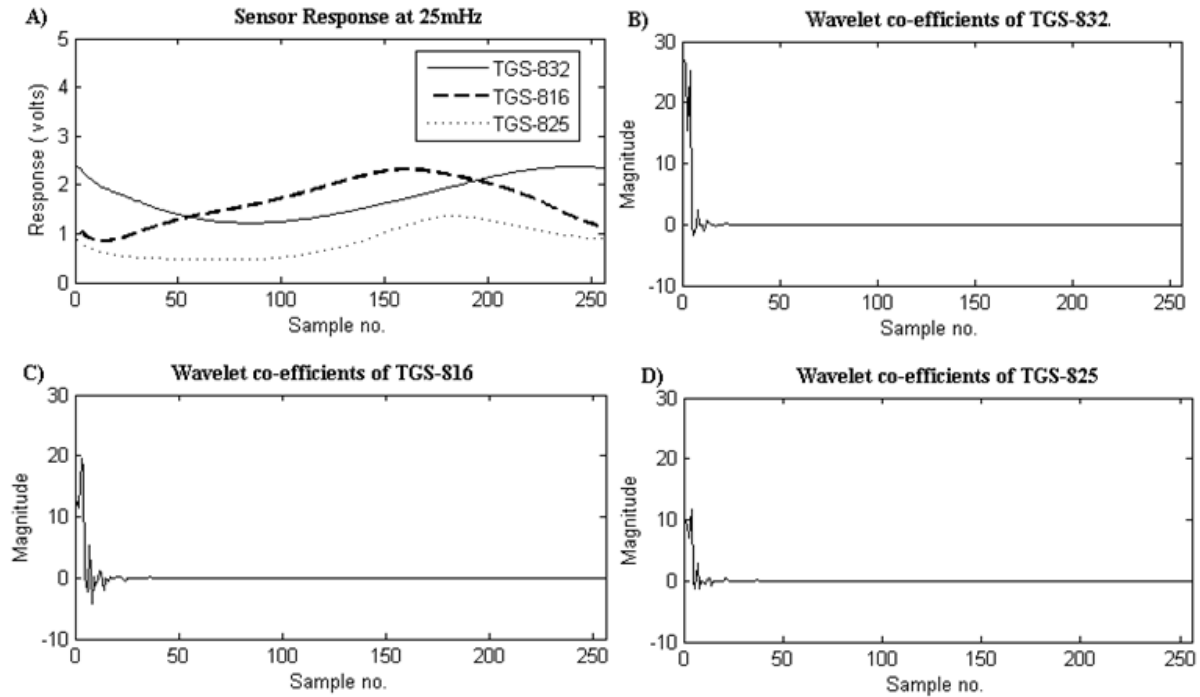 A)
Sensor Response at 25mHz
5
4
3
2
1
0
Response ( volts)
TGS-832
TGS-816
TGS-825
0 50 100 150 200 250
Sample no.
B)
Wavelet co-efficients of TGS-832.
30
20
10
0
-10
Magnitude
0 50 100 150 200 250
Sample no.
C)
Wavelet co-efficients of TGS-816
30
20
10
0
-10
Magnitude
0 50 100 150 200 250
Sample no.
D)
Wavelet co-efficients of TGS-825
30
20
10
0
-10
Magnitude
0 50 100 150 200 250
Sample no.